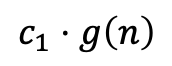 c₁ · g(n)